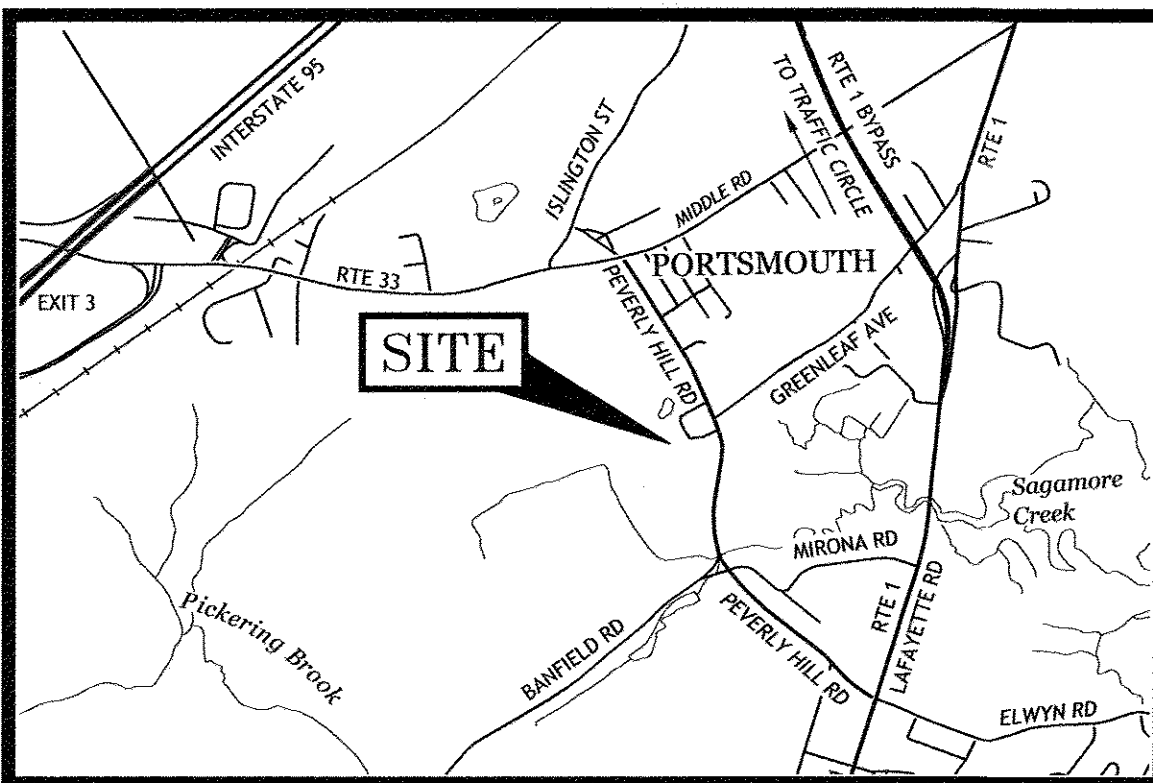 INTERSTATE 95
ISLINGTON ST
TO TRAFFIC CIRCLE
RTE 1 BYPASS
RTE 1
MIDDLE RD
PORTSMOUTH
EXIT 3
RTE 33
PEVERLY HILL RD
SITE
GREENLEAF AVE
Sagamore
Creek
MIRONA RD
Pickering Brook
BANFIELD RD
PEVERLY HILL RD
RTE 1
LAFAYETTE RD
ELWYN RD